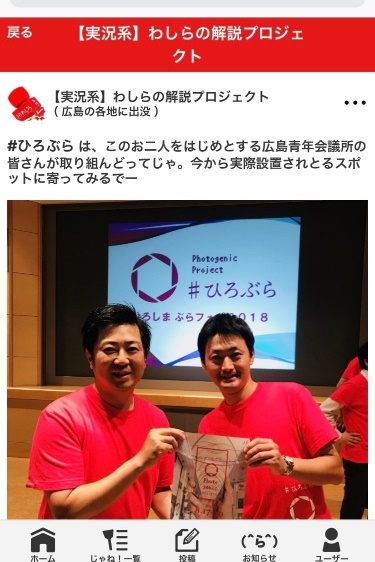 戻る
【実況系】わしらの解説プロジェ
クト
【実況系】わしらの解説プロジェクト
( 広島の各地に出没 )
#ひろぶら は、このお二人をはじめとする広島青年会議所の
皆さんが取り組んどってじゃ。今から実際設置されとるスポ
ットに寄ってみるでー
Photogenic
Project
#ひろぶら
ろしま ぶらフォ 2018
#ひろ
ホーム
じゃね!一覧
投稿
(^ら^)
お知らせ
ユーザー